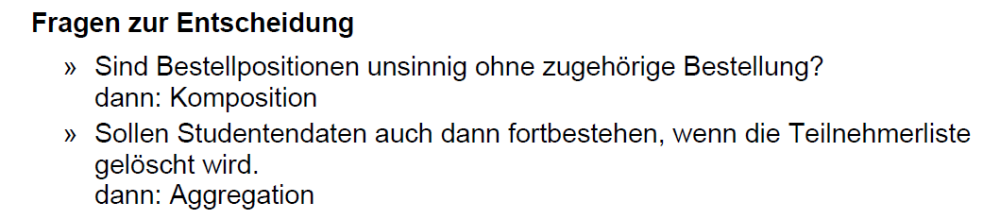 Fragen zur Entscheidung
» Sind Bestellpositionen unsinnig ohne zugehörige Bestellung?
dann: Komposition
» Sollen Studentendaten auch dann fortbestehen, wenn die Teilnehmerliste
gelöscht wird.
dann: Aggregation